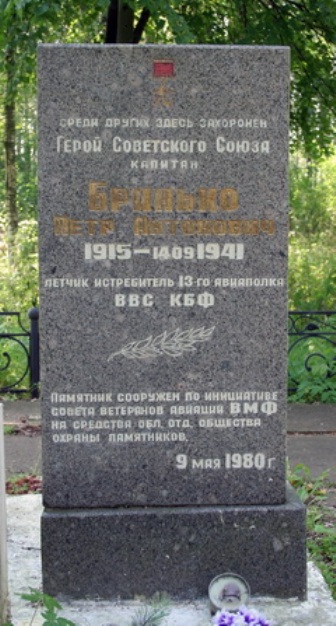 СРЕДИ ДРУГИХ ЗДЕСЬ ЗАХОРОНЕН
ГЕРОЙ СОВЕТСКОГО СОЮЗА
КАПИТАН
БРИНЬКО
ПЕТР АНТОНОВИЧ
1915–14 09 1941
ЛЕТЧИК ИСТРЕБИТЕЛЬ 13-ГО АВИАПОЛКА
ВВС КБФ
ПАМЯТНИК СООРУЖЕН ПО ИНИЦИАТИВЕ
СОВЕТА ВЕТЕРАНОВ АВИАЦИИ ВМФ
НА СРЕДСТВА ОБЛ. ОТД. ОБЩЕСТВА
ОХРАНЫ ПАМЯТНИКОВ.
9 МАЯ 1980 Г